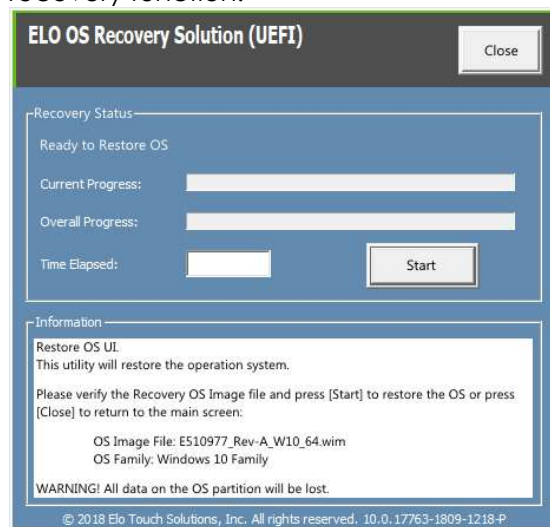 recovery function.
ELO OS Recovery Solution (UEFI)
Close
Recovery Status
Ready to Restore OS
Current Progress:
Overall Progress:
Time Elapsed:
Start
Information
Restore OS UI.
This utility will restore the operation system.
Please verify the Recovery OS Image file and press [Start] to restore the OS or press
[Close] to return to the main screen:
OS Image File: E510977_Rev-A_W10_64.wim
OS Family: Windows 10 Family
WARNING! All data on the OS partition will be lost.
© 2018 Elo Touch Solutions, Inc. All rights reserved. 10.0.17763-1809-1218-P